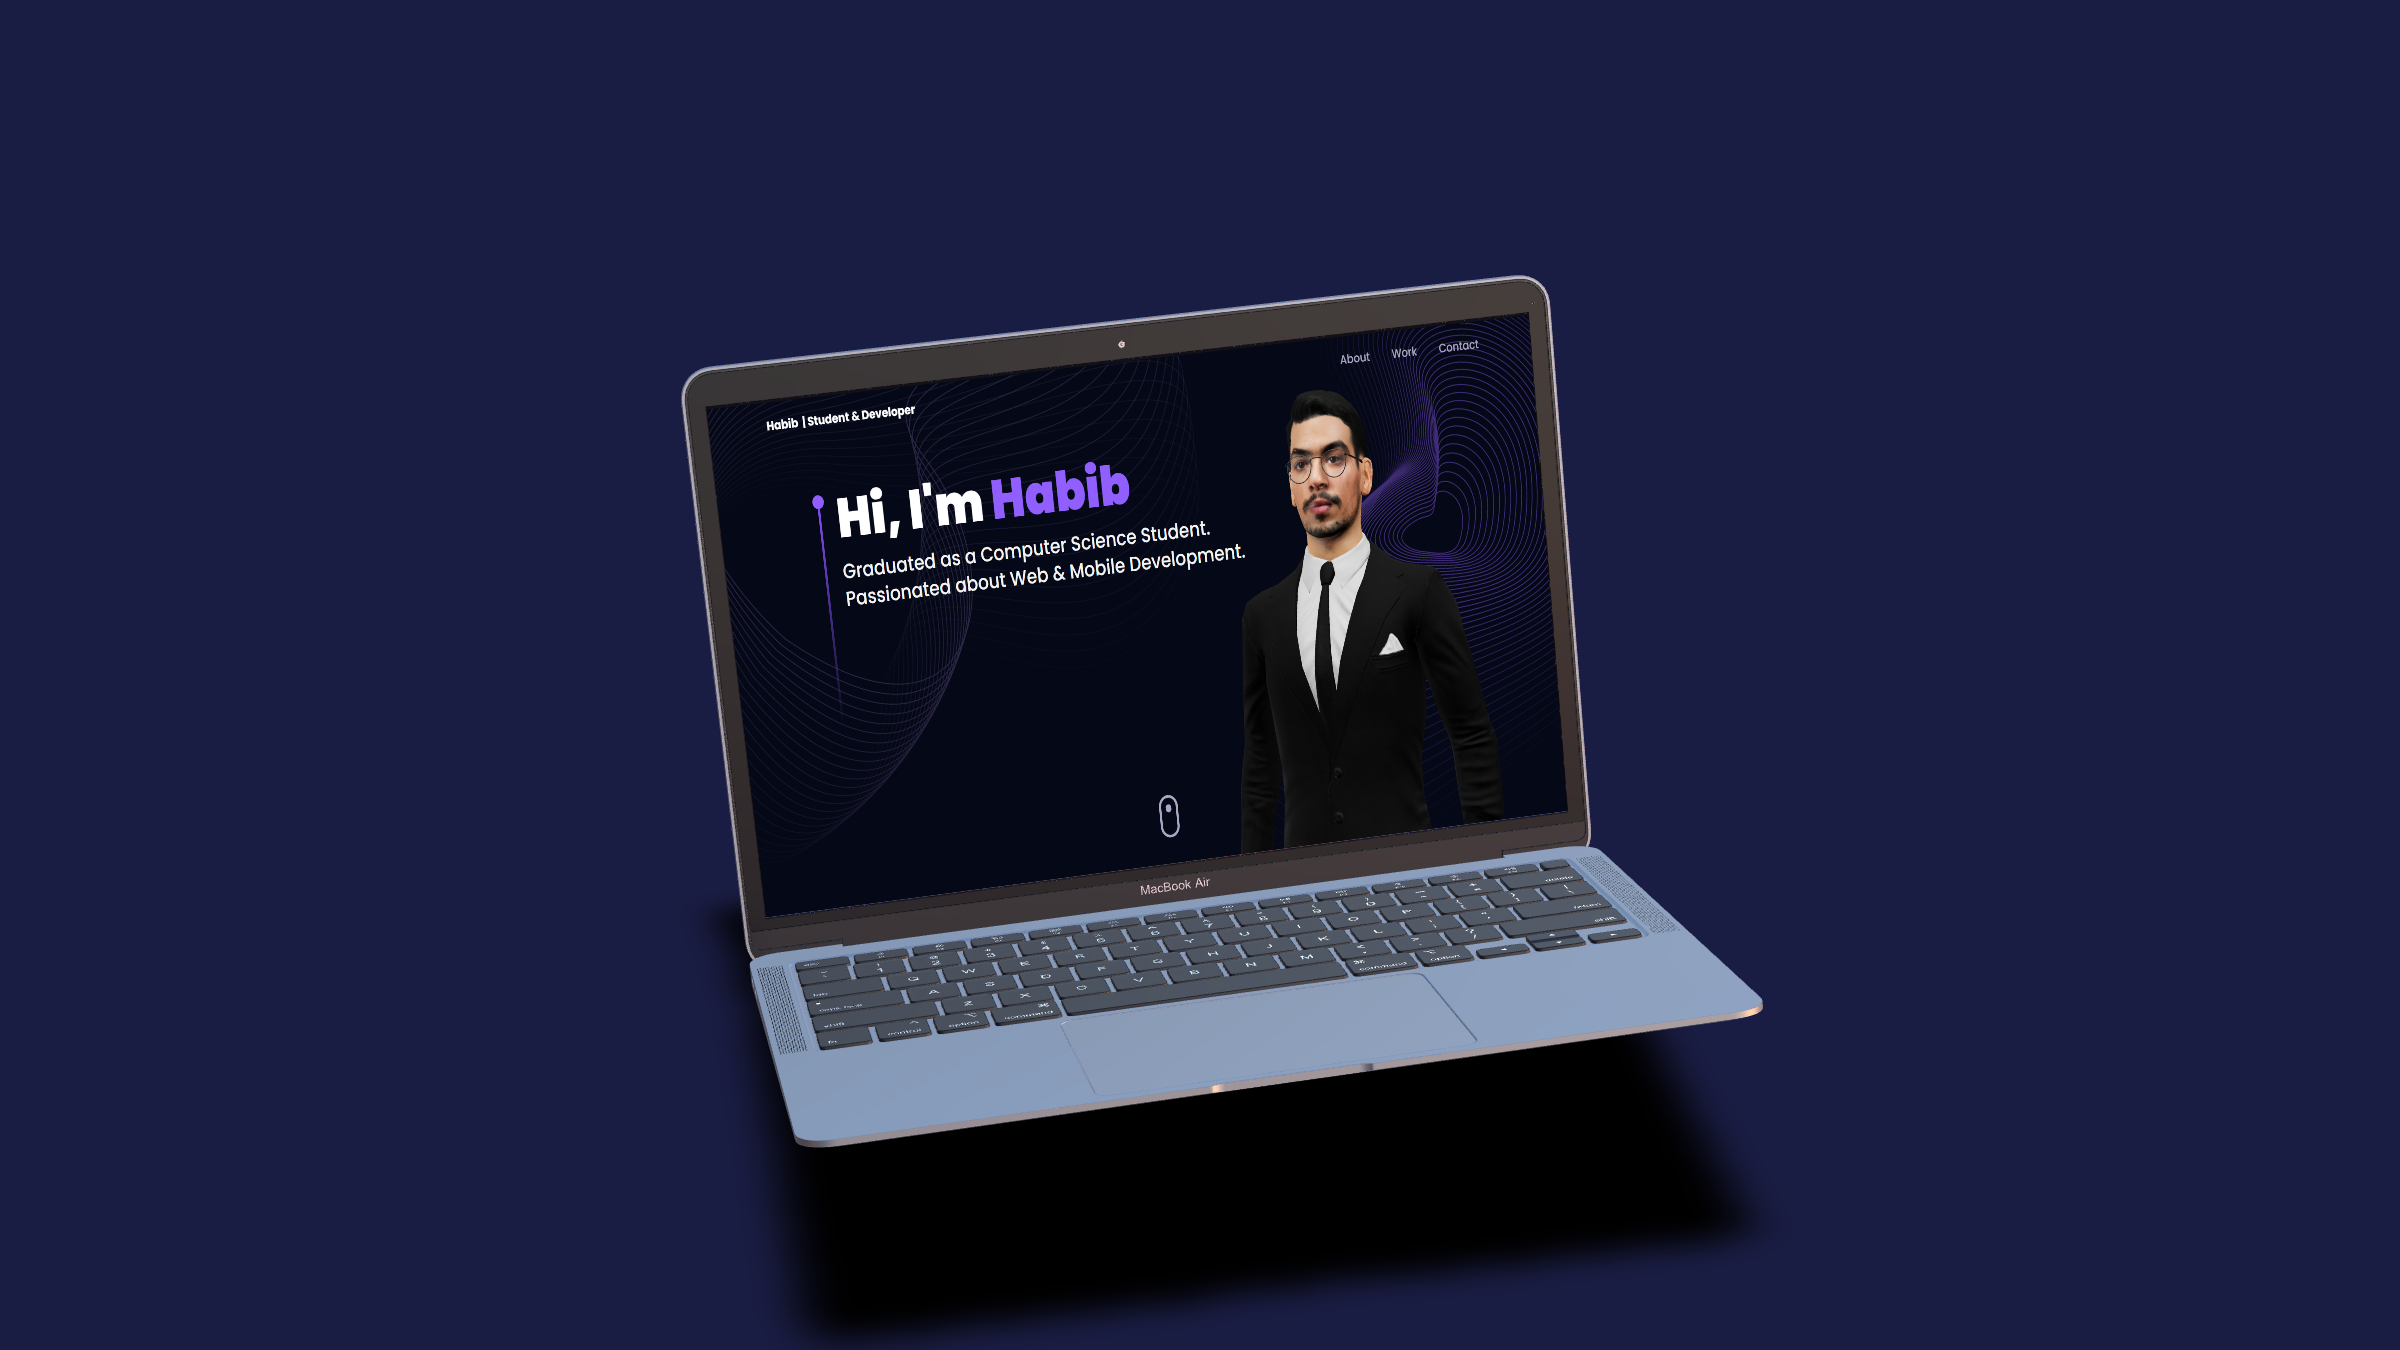 About Work Contact
Habib | Student & Developer
Hi, I'm Habib
Graduated as a Computer Science Student.
Passionated about Web & Mobile Development.
MacBook Air